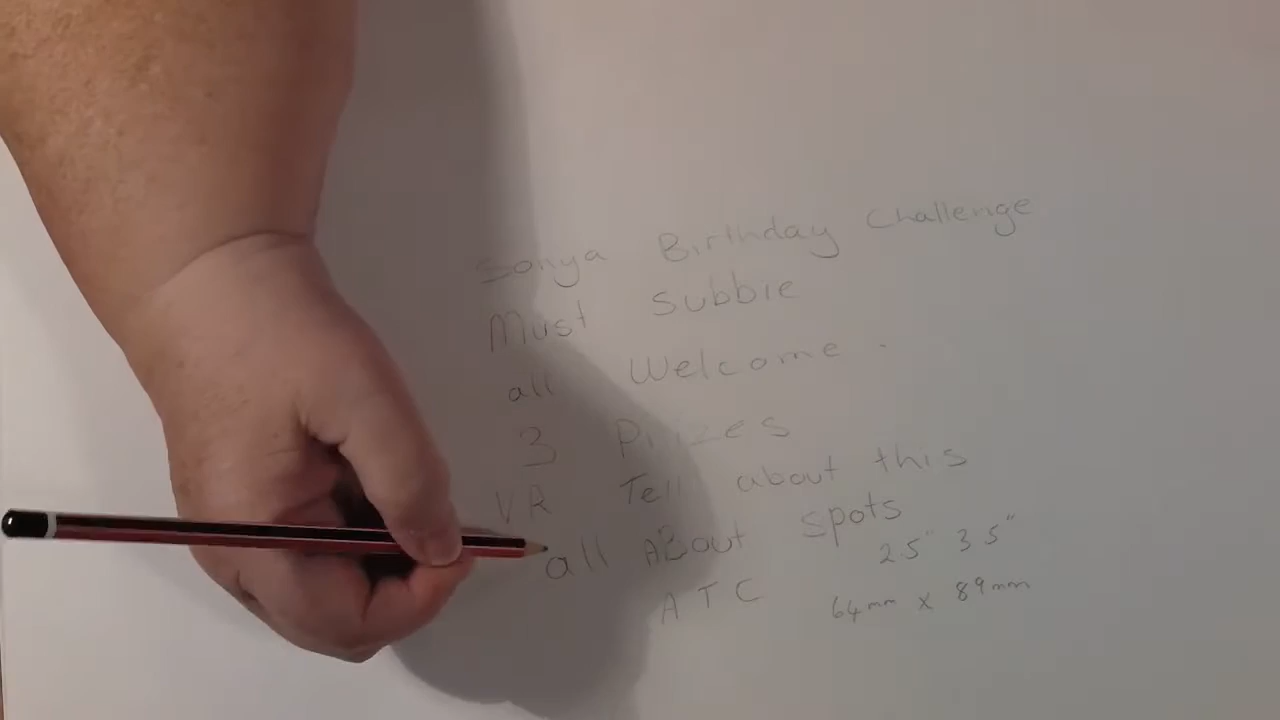 Sonya Birthday Challenge
Must Subbie
all Welcome.
3 Prizes
VR Tell about this
all ABout spots
2.5" 3.5"
ATC 64mm x 89mm